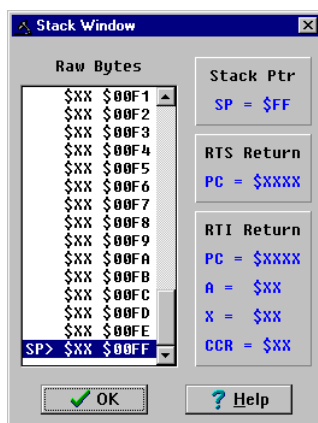 Stack Window
Raw Bytes
$XX $00F1
$XX $00F2
$XX $00F3
$XX $00F4
$XX $00F5
$XX $00F6
$XX $00F7
$XX $00F8
$XX $00F9
$XX $00FA
$XX $00FB
$XX $00FC
$XX $00FD
$XX $00FE
SP> $XX $00FF
Stack Ptr
SP = $FF
RTS Return
PC = $XXXX
RTI Return
PC = $XXXX
A = $XX
X = $XX
CCR = $XX
OK
? Help